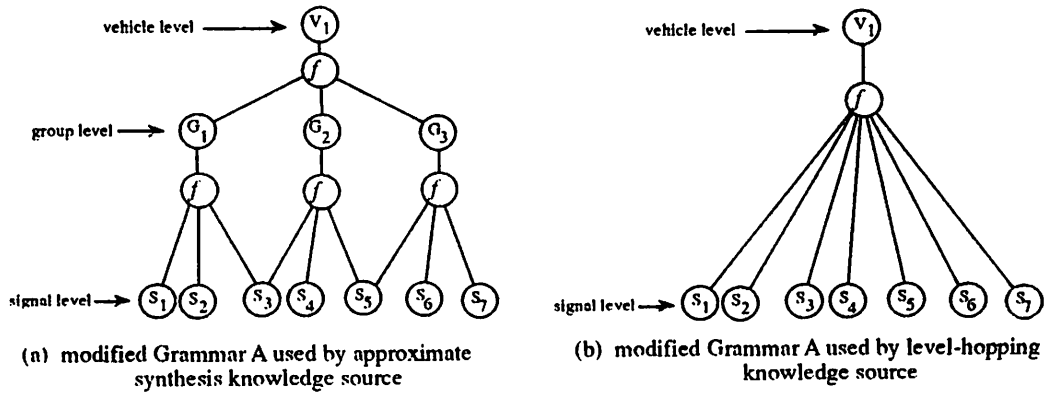 vehicle level
V1
f
group level
G1
G2
G3
f
f
f
signal level
S1
S2
S3
S4
S5
S6
S7
(a) modified Grammar A used by approximate
synthesis knowledge source
vehicle level
V1
f
signal level
S1
S2
S3
S4
S5
S6
S7
(b) modified Grammar A used by level-hopping
knowledge source